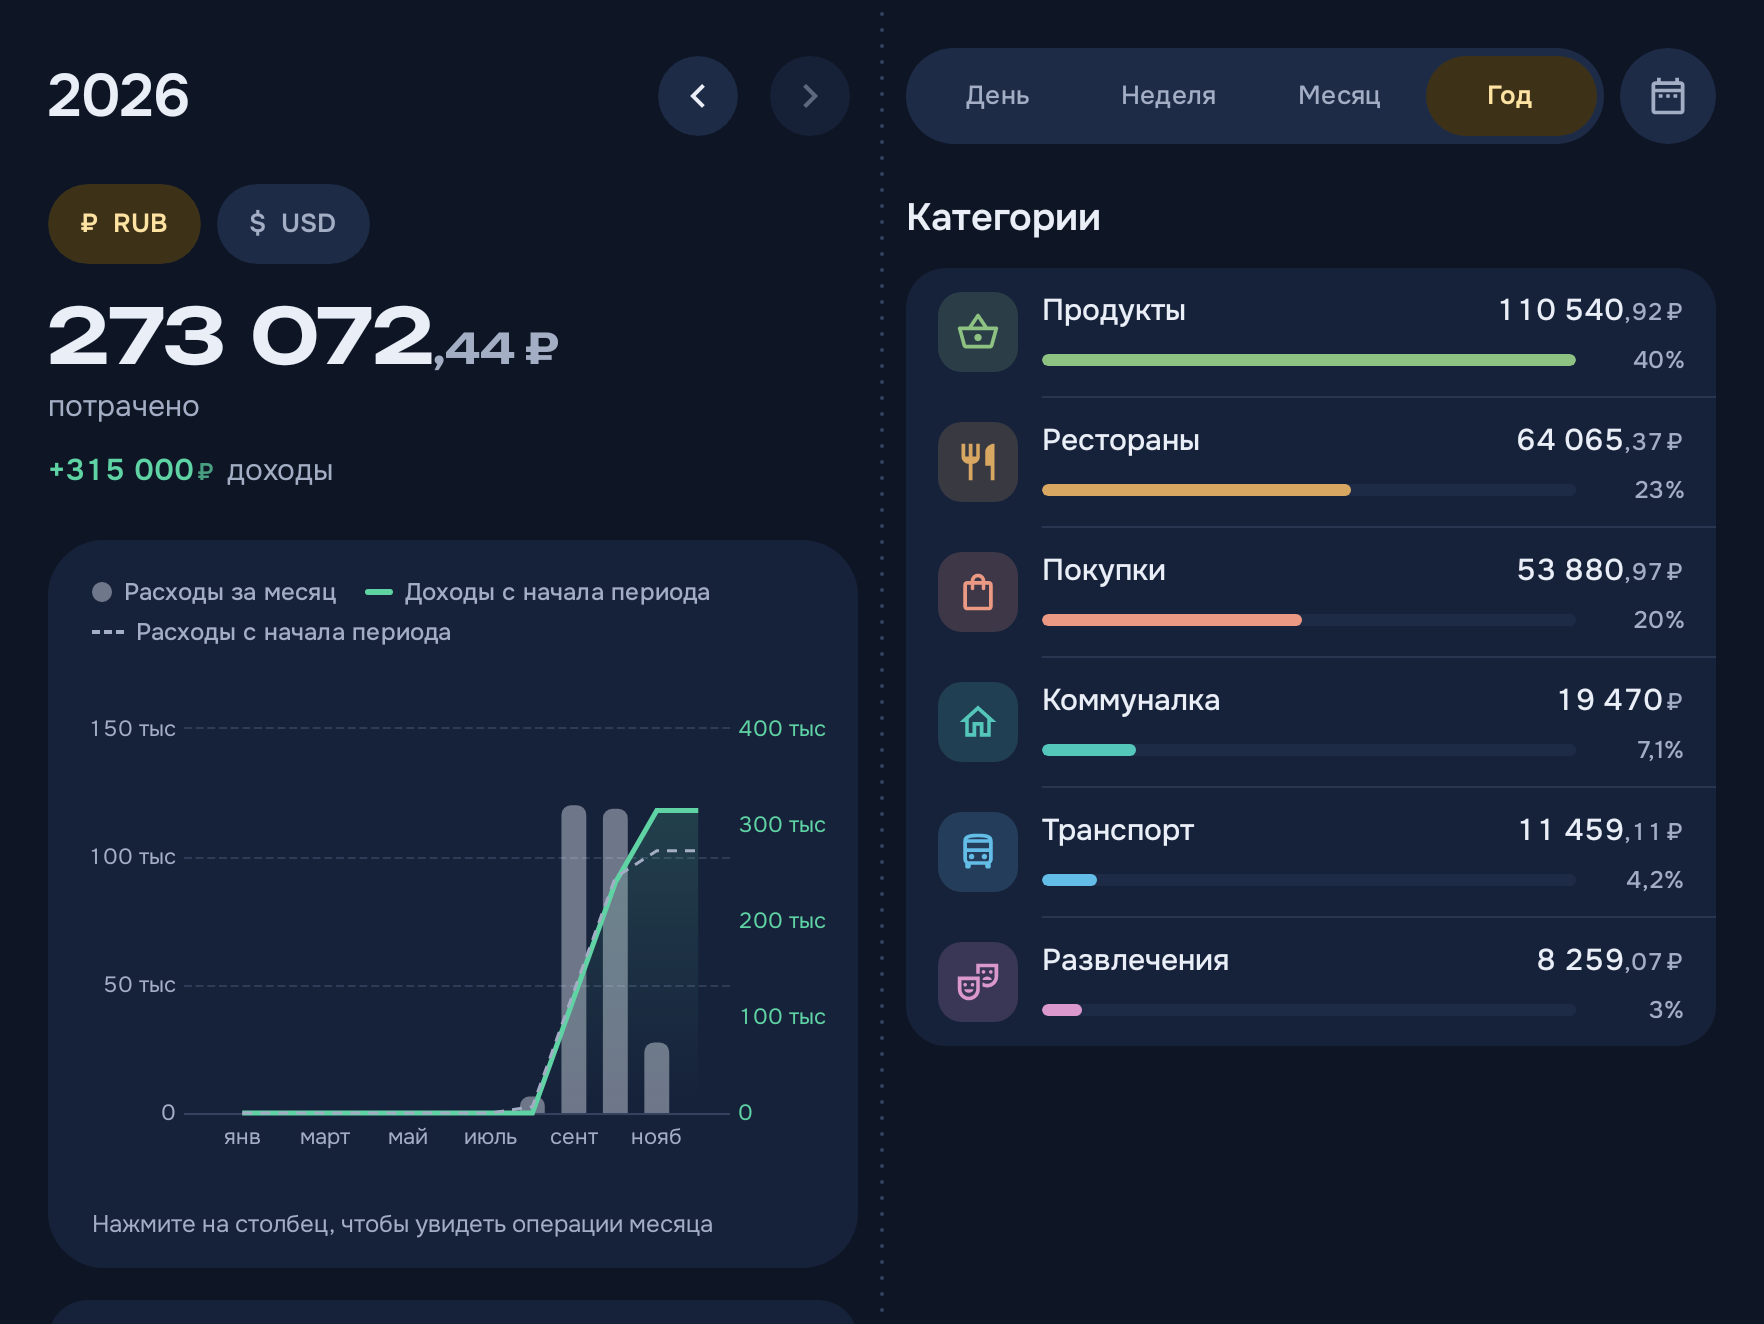 2026
₽ RUB
$ USD
273 072,44 ₽
потрачено
+315 000 ₽ доходы
Расходы за месяц
Доходы с начала периода
Расходы с начала периода
150 тыс
100 тыс
50 тыс
0
400 тыс
300 тыс
200 тыс
100 тыс
0
янв март май июль сент нояб
Нажмите на столбец, чтобы увидеть операции месяца
День Неделя Месяц Год
Категории
Продукты 110 540,92 ₽
40%
Рестораны 64 065,37 ₽
23%
Покупки 53 880,97 ₽
20%
Коммуналка 19 470 ₽
7,1%
Транспорт 11 459,11 ₽
4,2%
Развлечения 8 259,07 ₽
3%